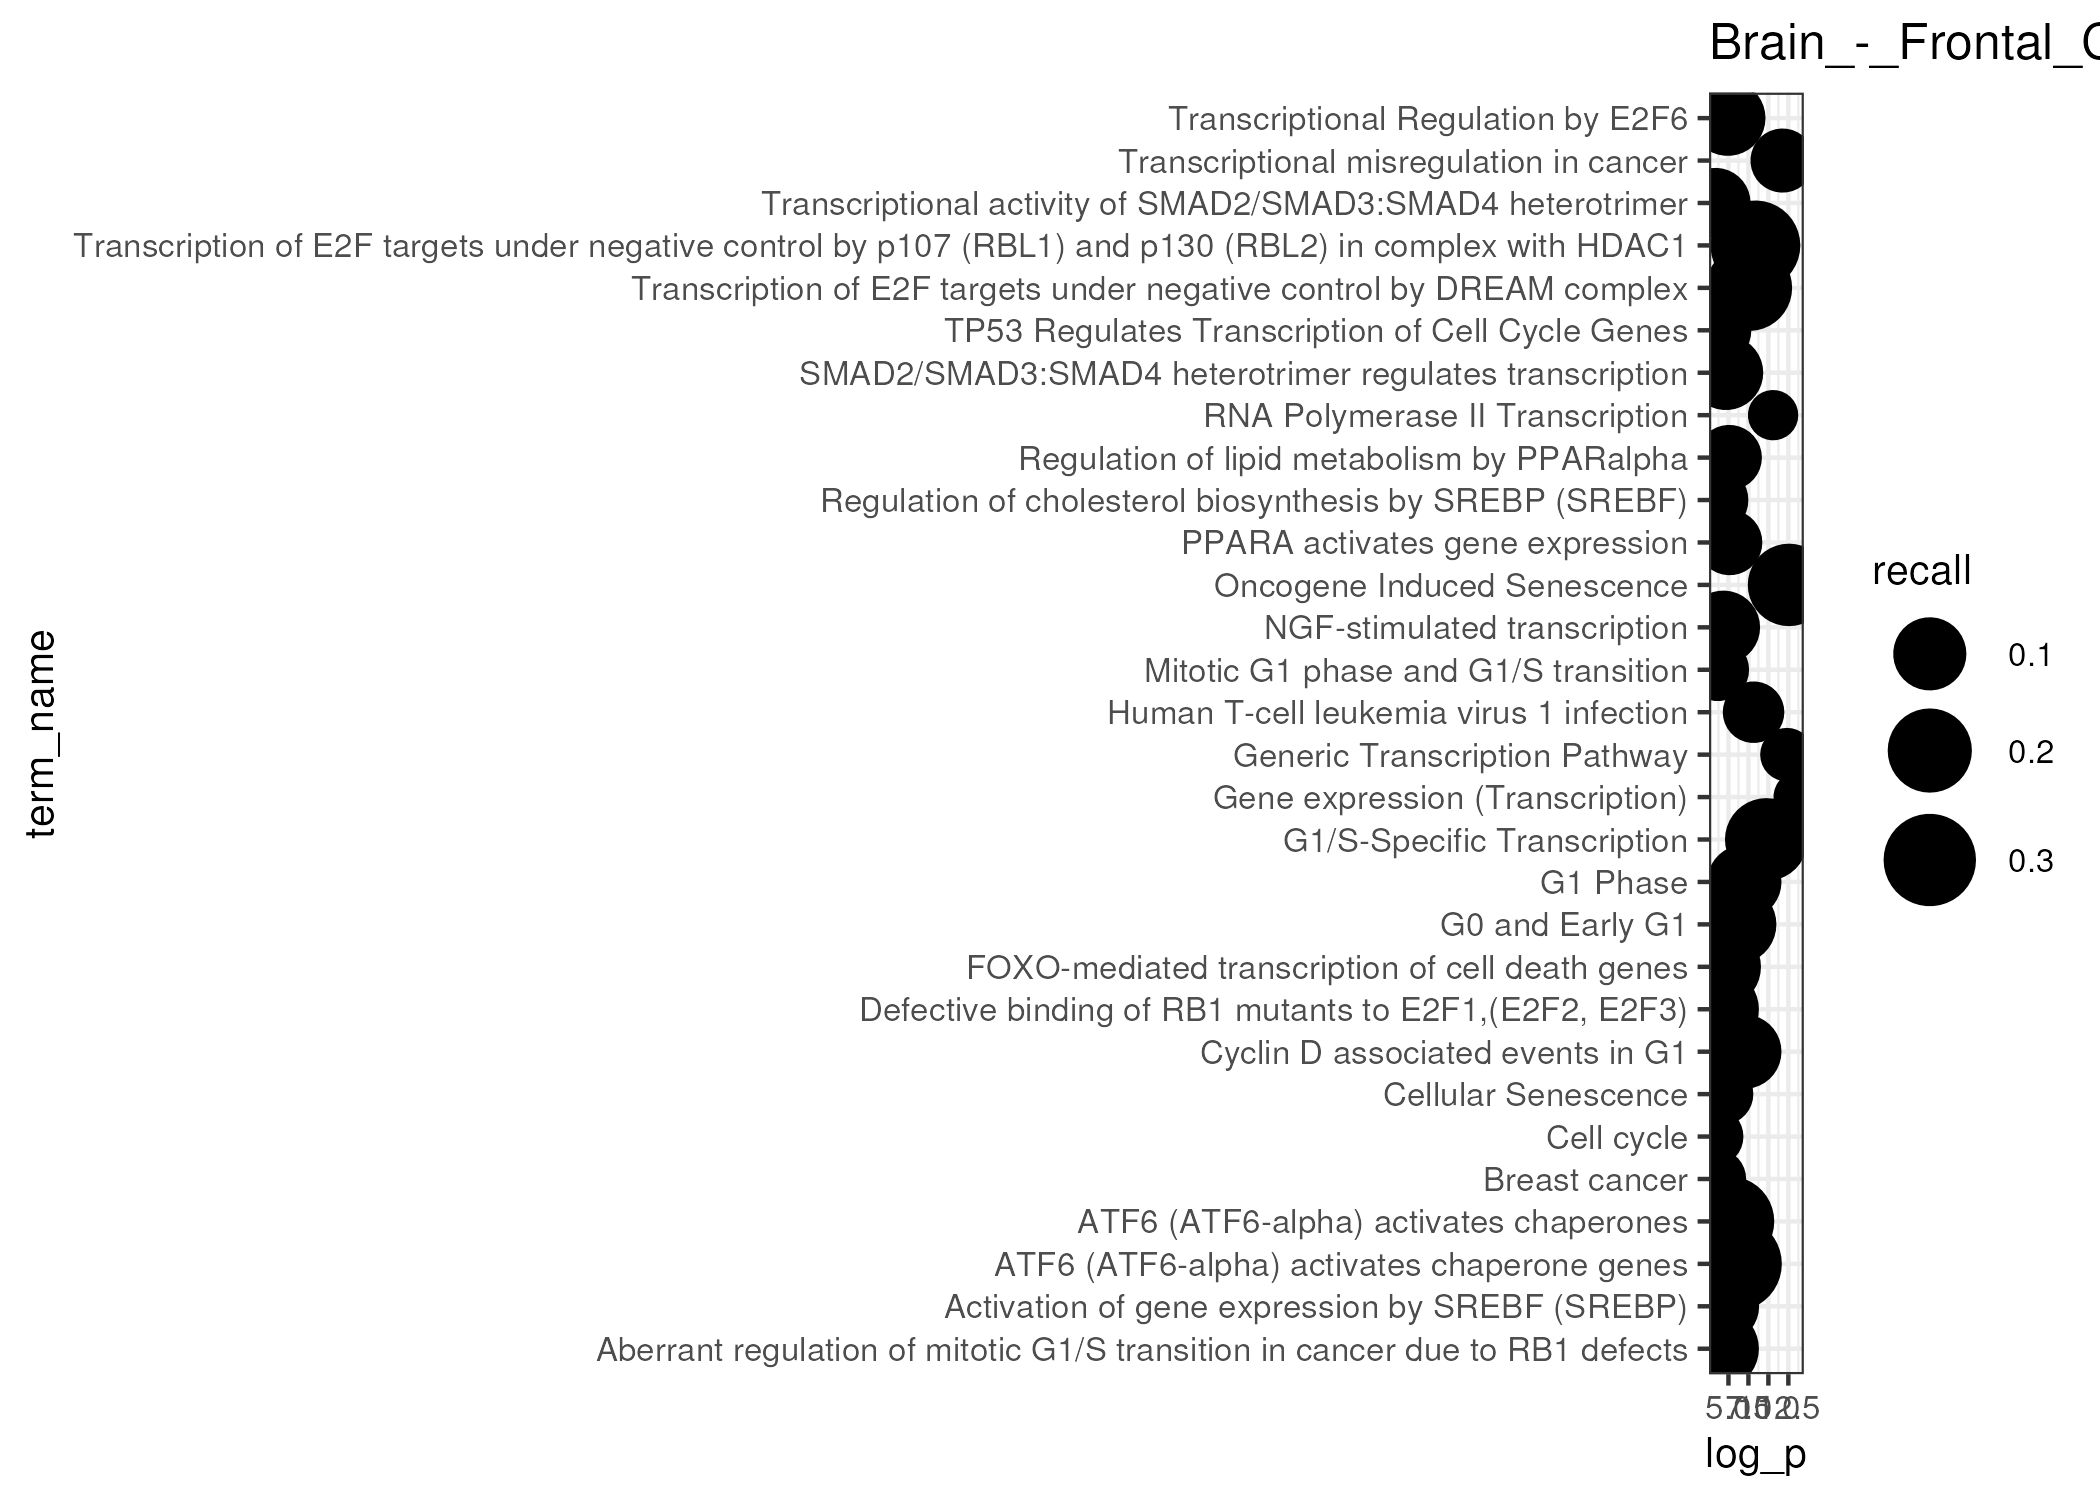 Brain_-_Frontal_
Transcriptional Regulation by E2F6
Transcriptional misregulation in cancer
Transcriptional activity of SMAD2/SMAD3:SMAD4 heterotrimer
Transcription of E2F targets under negative control by p107 (RBL1) and p130 (RBL2) in complex with HDAC1
Transcription of E2F targets under negative control by DREAM complex
TP53 Regulates Transcription of Cell Cycle Genes
SMAD2/SMAD3:SMAD4 heterotrimer regulates transcription
RNA Polymerase II Transcription
Regulation of lipid metabolism by PPARalpha
Regulation of cholesterol biosynthesis by SREBP (SREBF)
PPARA activates gene expression
Oncogene Induced Senescence
NGF-stimulated transcription
Mitotic G1 phase and G1/S transition
Human T-cell leukemia virus 1 infection
Generic Transcription Pathway
Gene expression (Transcription)
G1/S-Specific Transcription
G1 Phase
G0 and Early G1
FOXO-mediated transcription of cell death genes
Defective binding of RB1 mutants to E2F1,(E2F2, E2F3)
Cyclin D associated events in G1
Cellular Senescence
Cell cycle
Breast cancer
ATF6 (ATF6-alpha) activates chaperones
ATF6 (ATF6-alpha) activates chaperone genes
Activation of gene expression by SREBF (SREBP)
Aberrant regulation of mitotic G1/S transition in cancer due to RB1 defects
term_name
log_p
recall
0.1
0.2
0.3